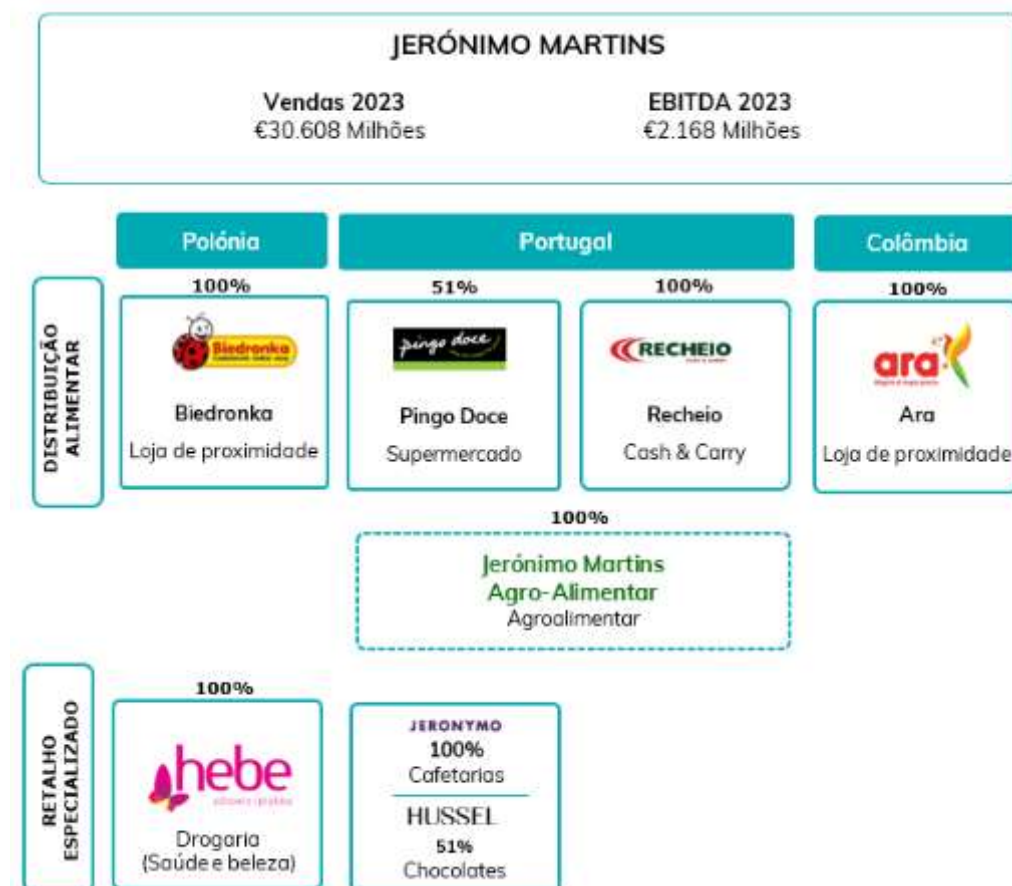 JERÓNIMO MARTINS
Vendas 2023
€30.608 Milhões
EBITDA 2023
€2.168 Milhões
Polónia
Portugal
Colômbia
DISTRIBUIÇÃO
ALIMENTAR
100%
51%
100%
100%
Biedronka
pingo doce
RECHEIO
ara
Biedronka
Loja de proximidade
Pingo Doce
Supermercado
Recheio
Cash & Carry
Ara
Loja de proximidade
100%
Jerónimo Martins
Agro-Alimentar
Agroalimentar
RETALHO
ESPECIALIZADO
100%
hebe
Drogaria
(Saúde e beleza)
JERONYMO
100%
Cafetarias
HUSSEL
51%
Chocolates